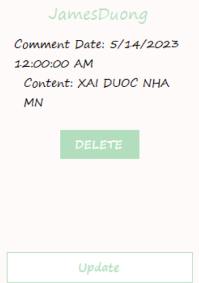 JamesDuong
Comment Date: 5/14/2023
12:00:00 AM
Content: XAI DUOC NHA
MN
DELETE
Update